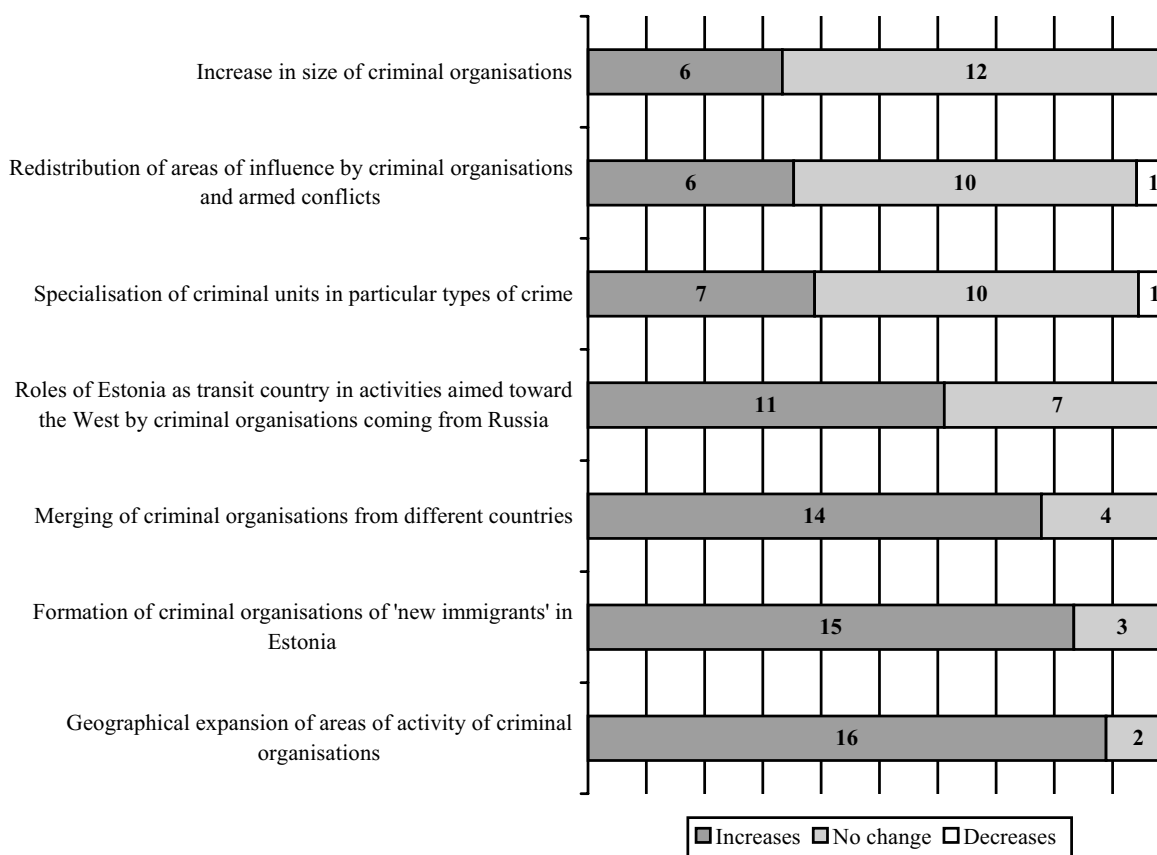 Increase in size of criminal organisations
6 12
Redistribution of areas of influence by criminal organisations
and armed conflicts
6 10 1
Specialisation of criminal units in particular types of crime
7 10 1
Roles of Estonia as transit country in activities aimed toward
the West by criminal organisations coming from Russia
11 7
Merging of criminal organisations from different countries
14 4
Formation of criminal organisations of 'new immigrants' in
Estonia
15 3
Geographical expansion of areas of activity of criminal
organisations
16 2
Increases No change Decreases